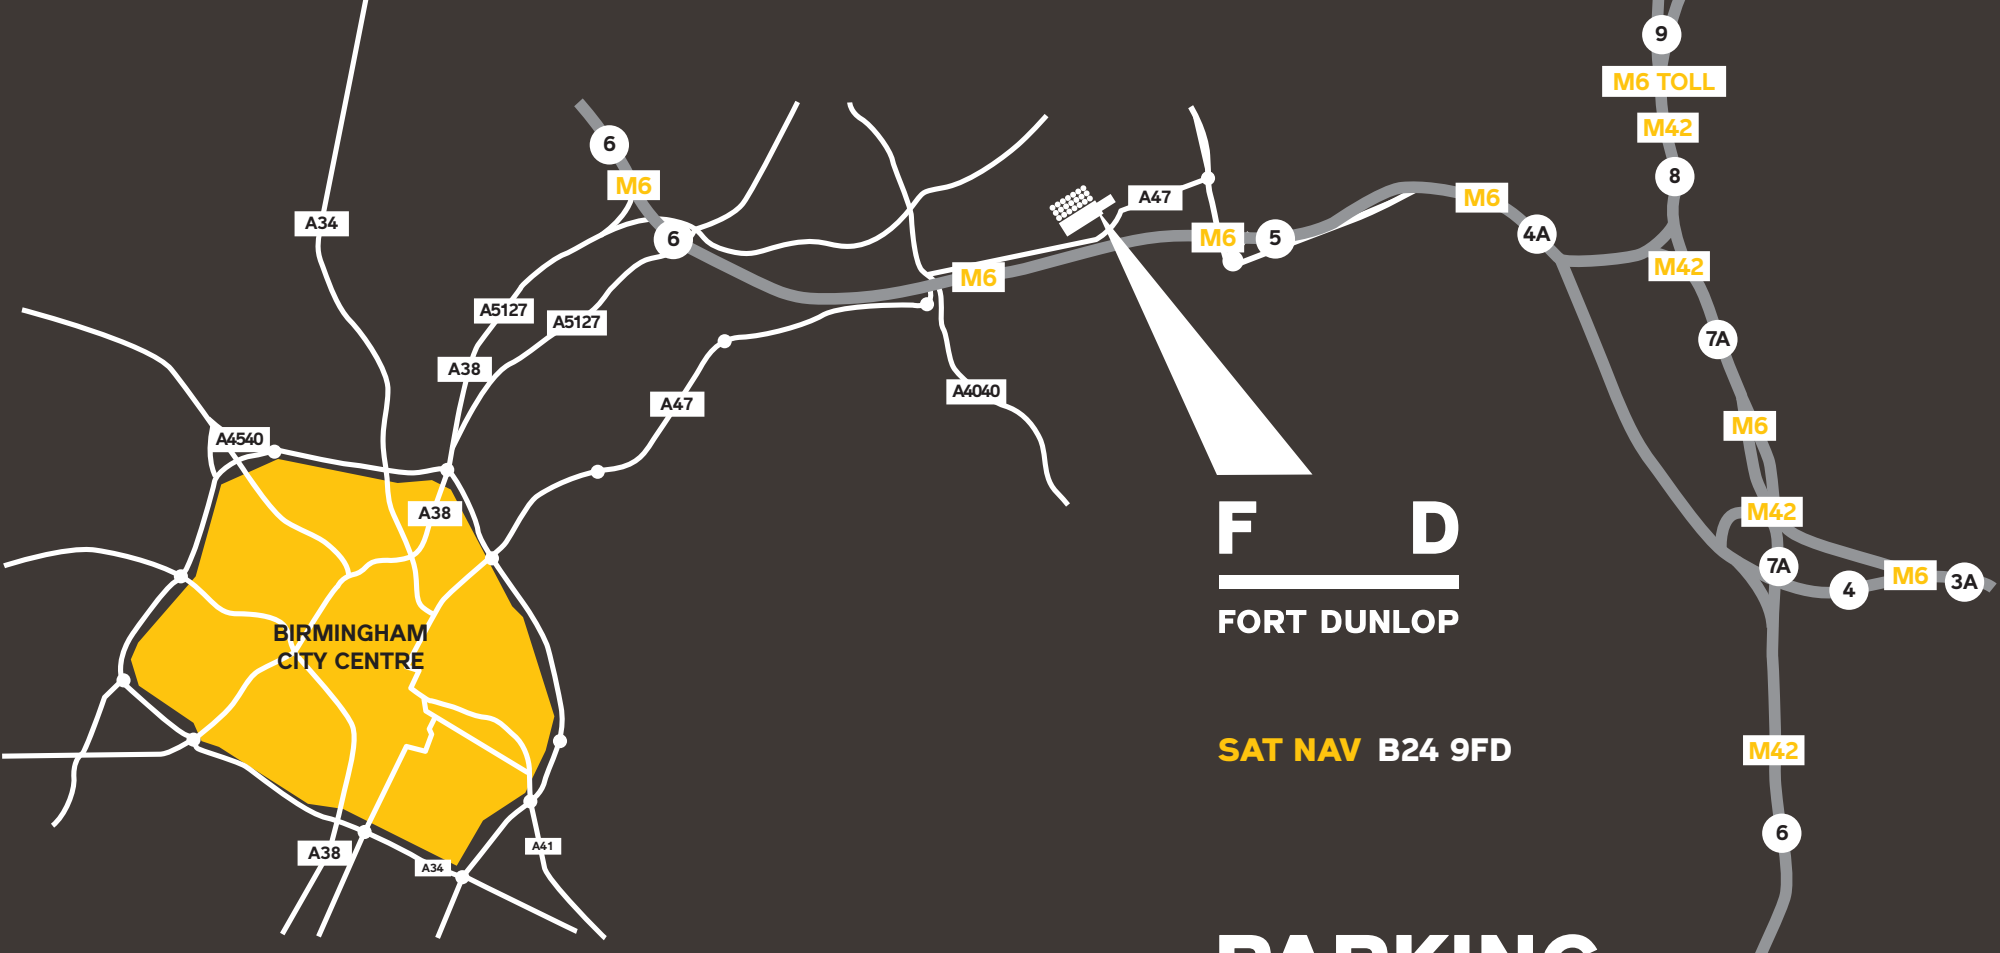 9
M6 TOLL
M42
6
8
M6
A47
M6
A34
6
M6
5
4A
M42
M6
A5127
A5127
7A
A38
A4040
A47
M6
A4540
A38
M42
F D
7A
4
M6
3A
FORT DUNLOP
BIRMINGHAM
CITY CENTRE
SAT NAV B24 9FD
M42
6
A41
A38
A34
PARKING